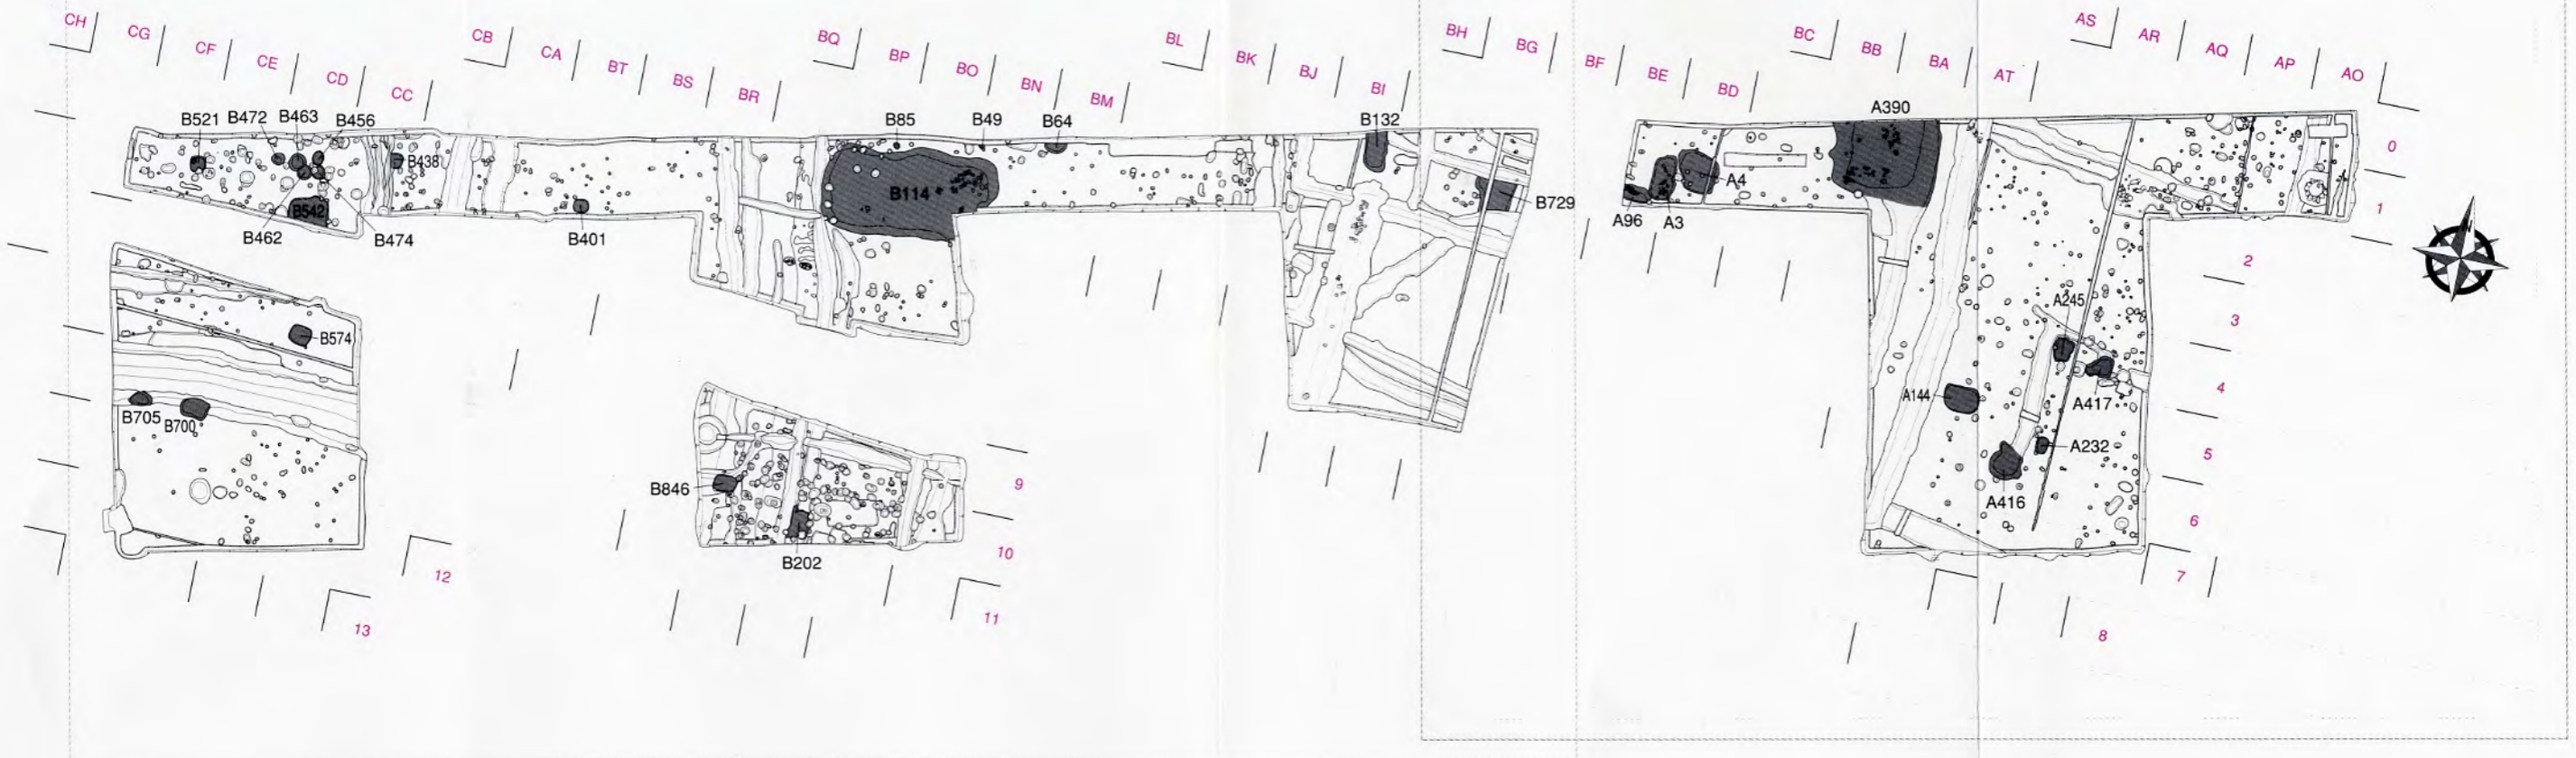 CH
CG
CF
CE
CD
CC
CB
CA
BT
BS
BR
BQ
BP
BO
BN
BM
BL
BK
BJ
BI
BH
BG
BF
BE
BD
BC
BB
BA
AT
AS
AR
AQ
AP
AO
B521
B472
B463
B456
B438
B85
B49
B64
B132
A390
0
B542
B114
B729
A4
1
B462
B474
B401
A96
A3
2
A245
3
B574
4
A144
A417
B705
B700
A232
5
B846
9
A416
6
10
B202
12
7
11
13
8